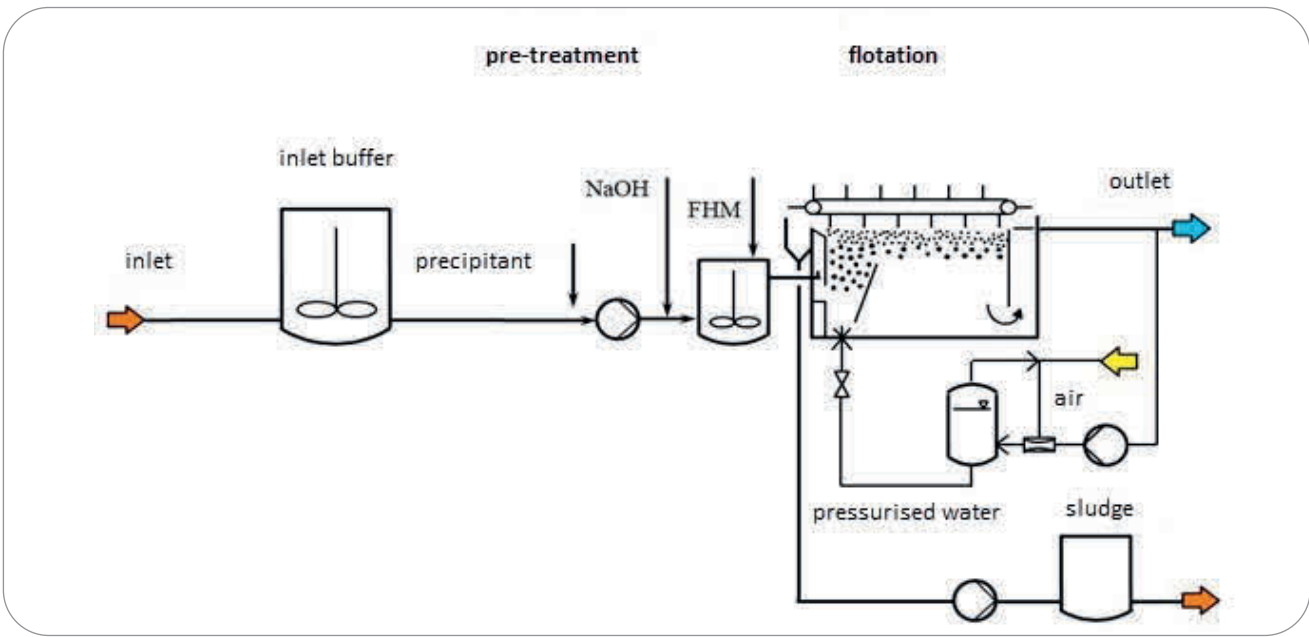 pre-treatment
flotation
inlet buffer
NaOH
FHM
outlet
inlet
precipitant
air
pressurised water
sludge